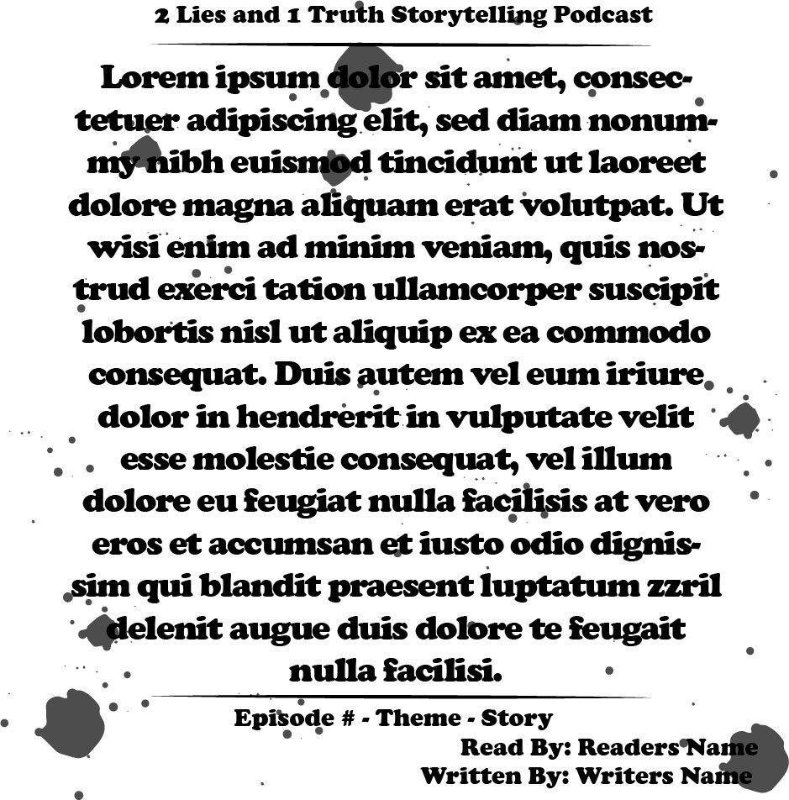 2 Lies and 1 Truth Storytelling Podcast
Lorem ipsum dolor sit amet, consec-
tetuer adipiscing elit, sed diam nonum-
my nibh euismod tincidunt ut laoreet
dolore magna aliquam erat volutpat. Ut
wisi enim ad minim veniam, quis nos-
trud exerci tation ullamcorper suscipit
lobortis nisl ut aliquip ex ea commodo
consequat. Duis autem vel eum iriure
dolor in hendrerit in vulputate velit
esse molestie consequat, vel illum
dolore eu feugiat nulla facilisis at vero
eros et accumsan et iusto odio dignis-
sim qui blandit praesent luptatum zzril
delenit augue duis dolore te feugait
nulla facilisi.
Episode # - Theme - Story
Read By: Readers Name
Written By: Writers Name